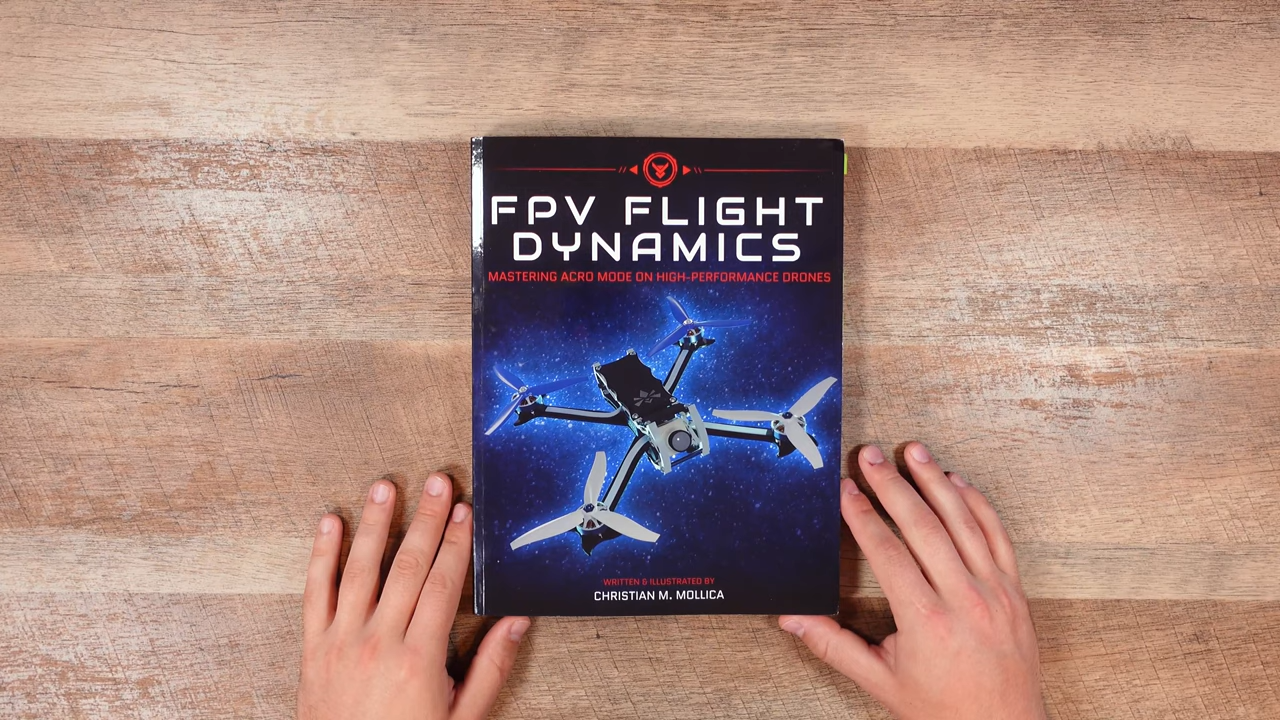 FPV FLIGHT
DYNAMICS
MASTERING ACRO MODE ON HIGH-PERFORMANCE DRONES
WRITTEN & ILLUSTRATED BY
CHRISTIAN M. MOLLICA